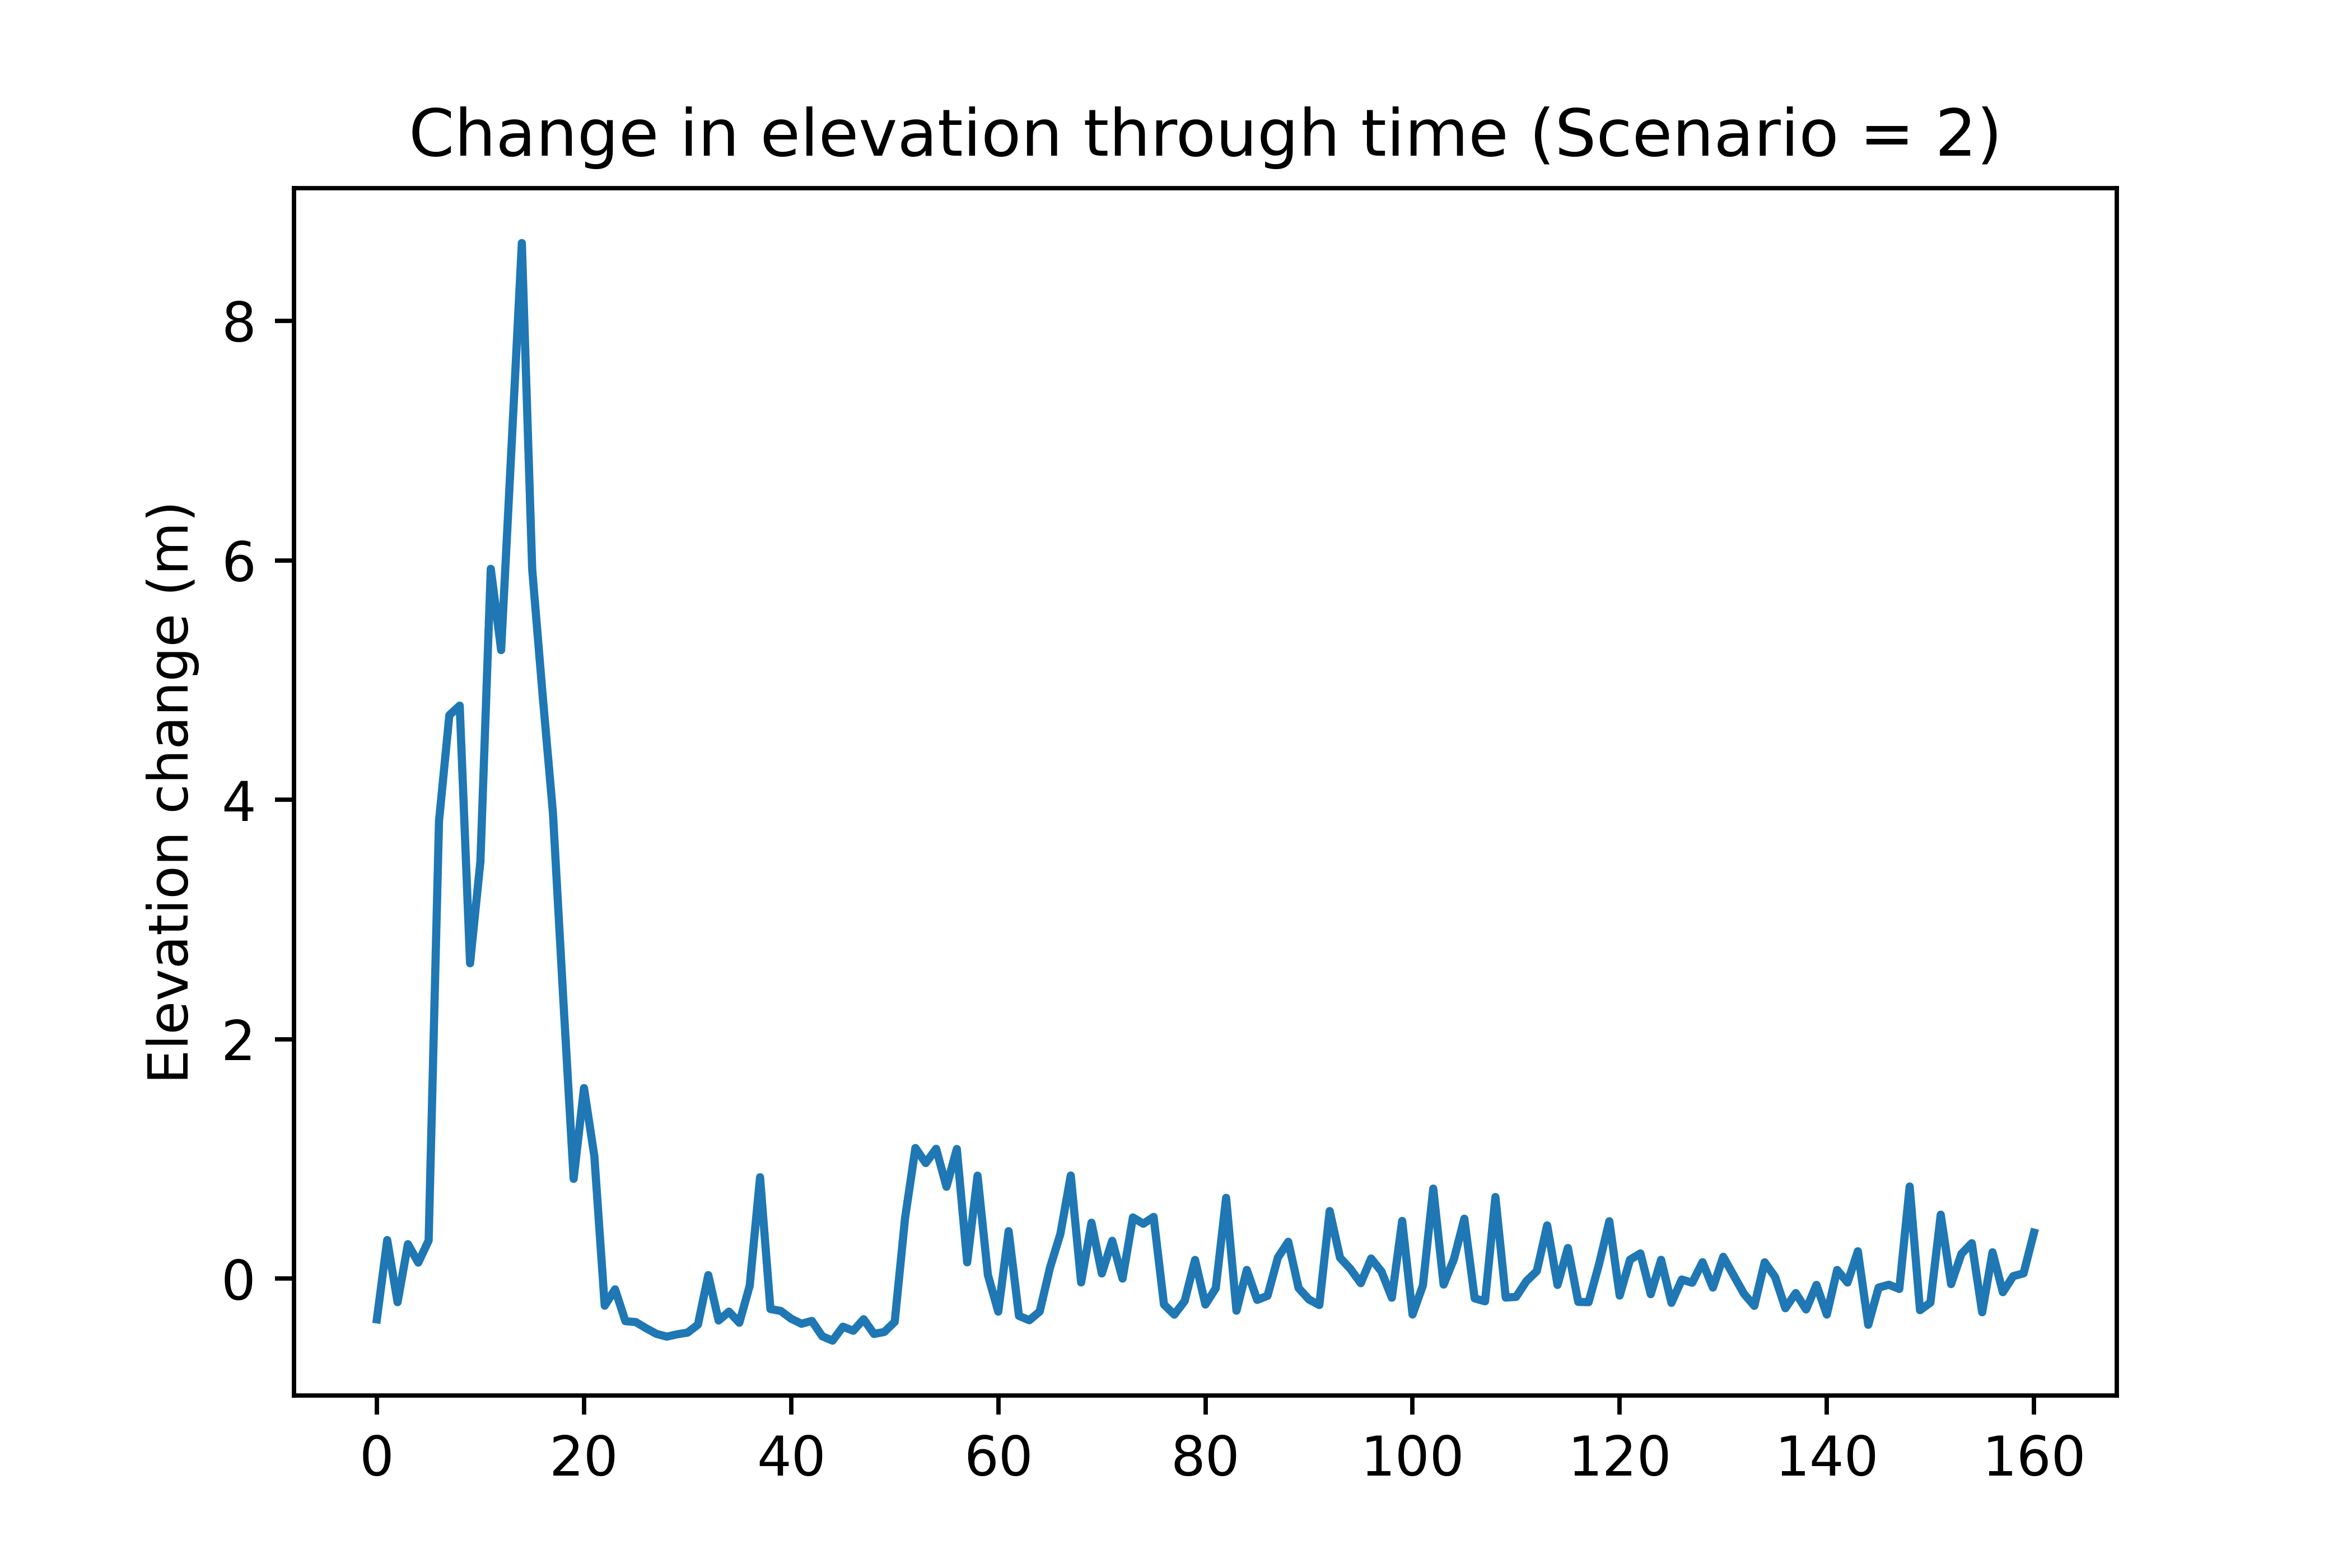 Change in elevation through time (Scenario = 2)
Elevation change (m)
8
6
4
2
0
0 20 40 60 80 100 120 140 160